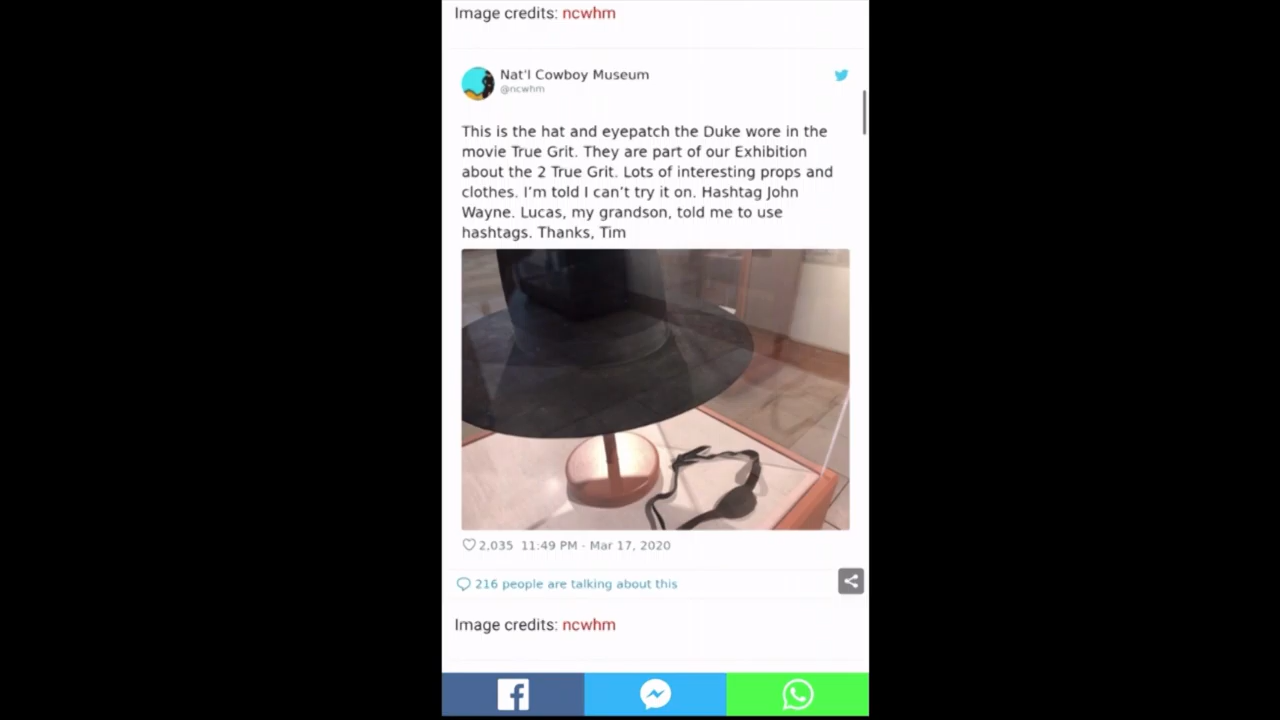 Image credits: ncwhm
Nat'l Cowboy Museum
@ncwhm
This is the hat and eyepatch the Duke wore in the
movie True Grit. They are part of our Exhibition
about the 2 True Grit. Lots of interesting props and
clothes. I’m told I can’t try it on. Hashtag John
Wayne. Lucas, my grandson, told me to use
hashtags. Thanks, Tim
2,035 11:49 PM - Mar 17, 2020
216 people are talking about this
Image credits: ncwhm